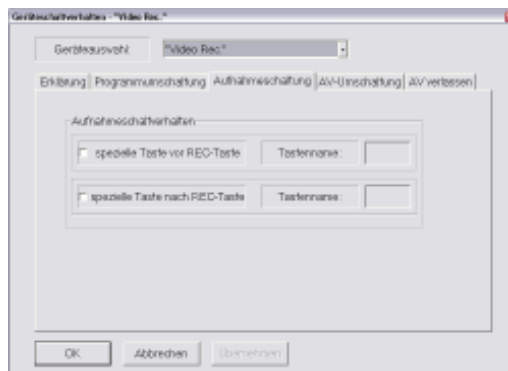 Geräteschaltverhalten - "Video Rec."
Geräteauswahl: "Video Rec."
Erklärung Programmumschaltung Aufnahmeschaltung AV-Umschaltung AV verlassen
Aufnahmeschaltverhalten
spezielle Taste vor REC-Taste Tastenname:
spezielle Taste nach REC-Taste Tastenname:
OK Abbrechen Übernehmen